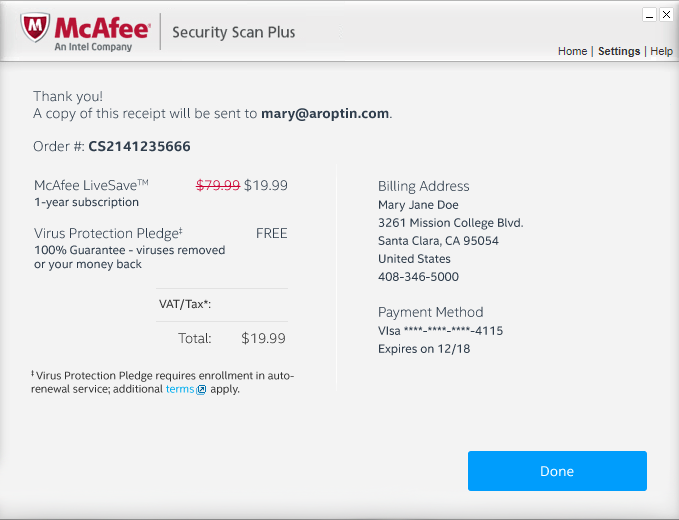 McAfee®
An Intel Company
Security Scan Plus
Home | Settings | Help
Thank you!
A copy of this receipt will be sent to mary@aroptin.com.
Order #: CS2141235666
McAfee LiveSave™ $79.99 $19.99
1-year subscription
Virus Protection Pledge‡ FREE
100% Guarantee - viruses removed
or your money back
VAT/Tax*:
Total: $19.99
‡ Virus Protection Pledge requires enrollment in auto-
renewal service; additional terms apply.
Billing Address
Mary Jane Doe
3261 Mission College Blvd.
Santa Clara, CA 95054
United States
408-346-5000
Payment Method
VIsa ****-****-****-4115
Expires on 12/18
Done